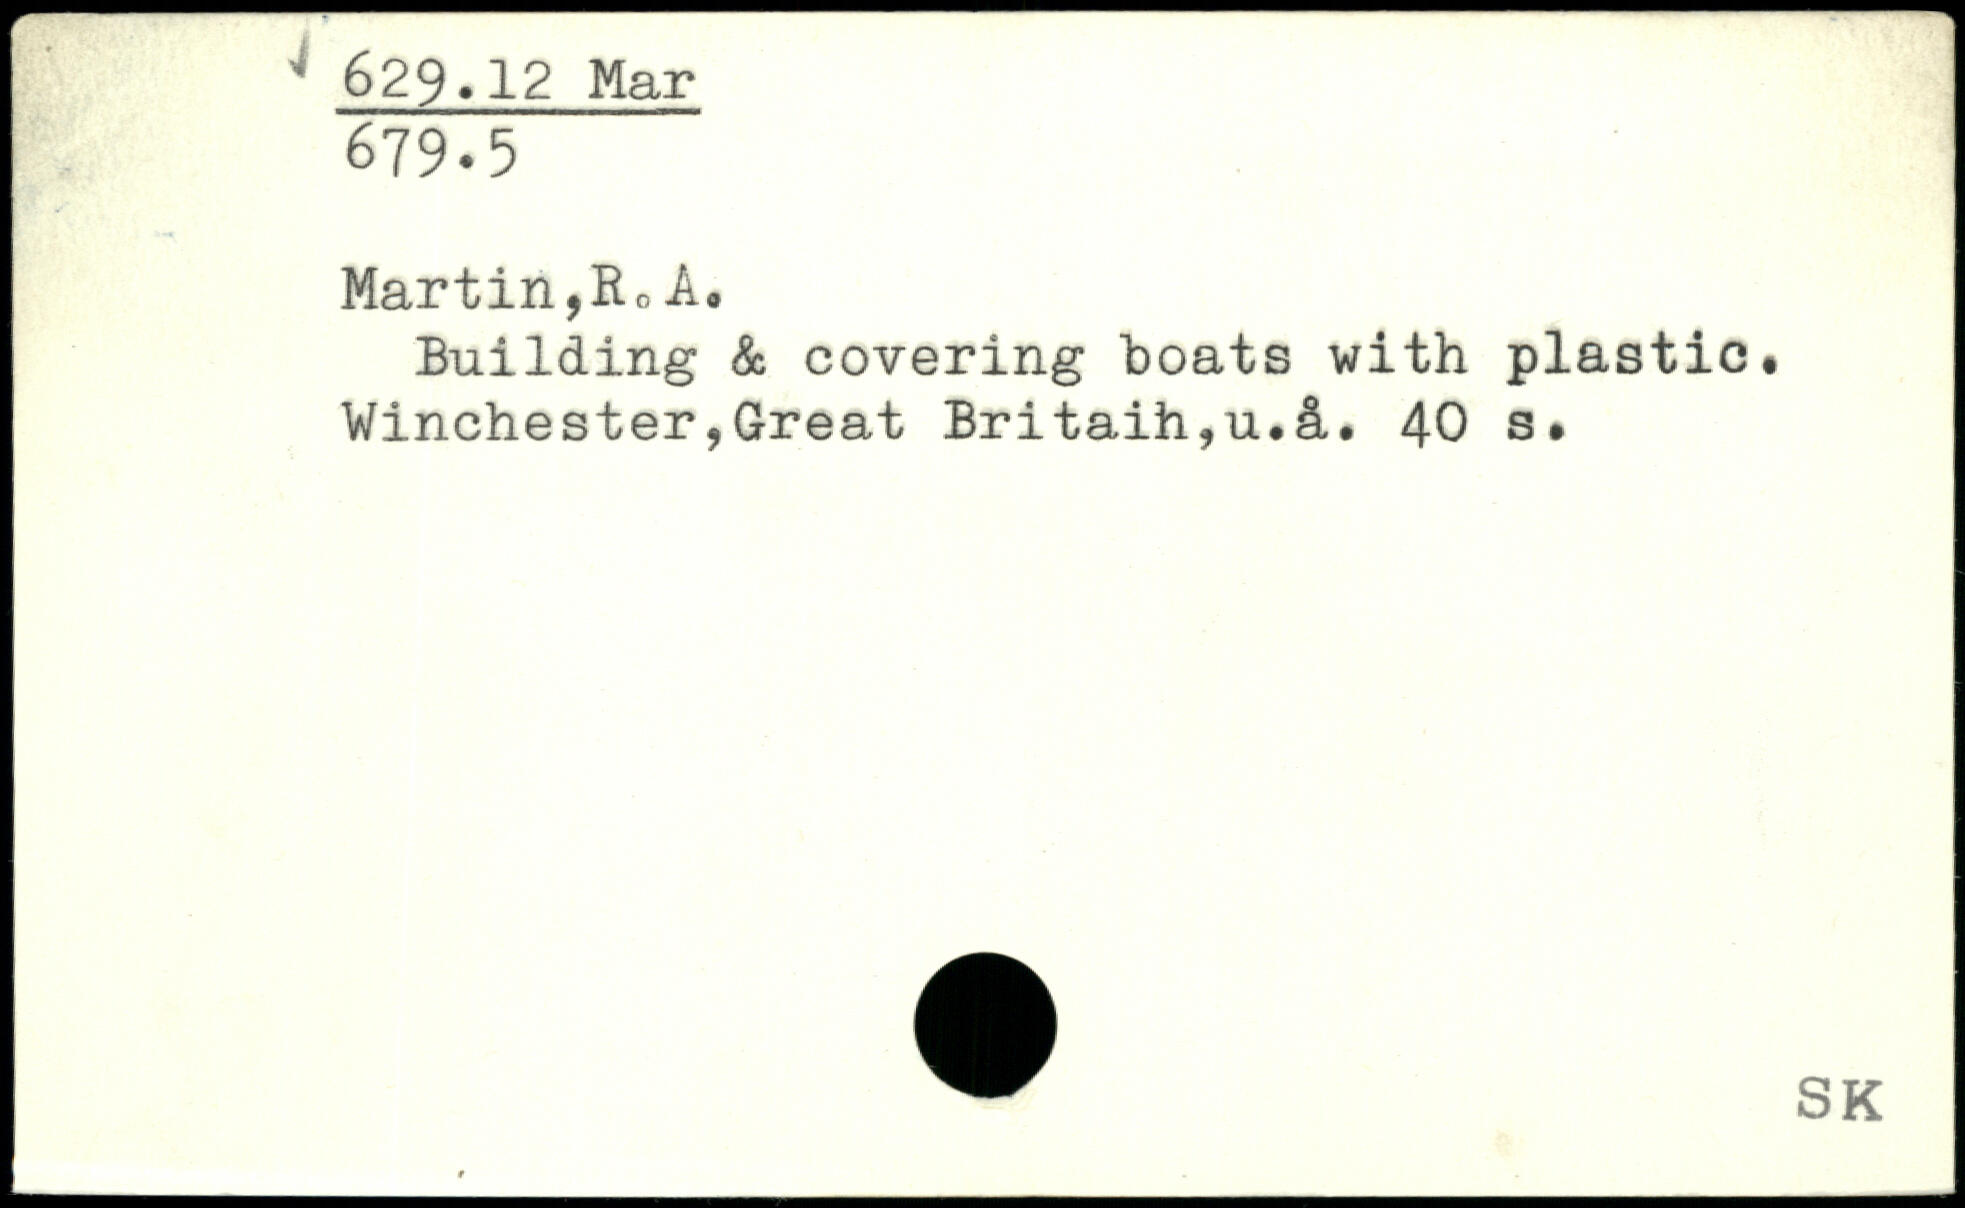 629.12 Mar
679.5
Martin,R.A.
Building & covering boats with plastic.
Winchester,Great Britaih,u.å. 40 s.
SK